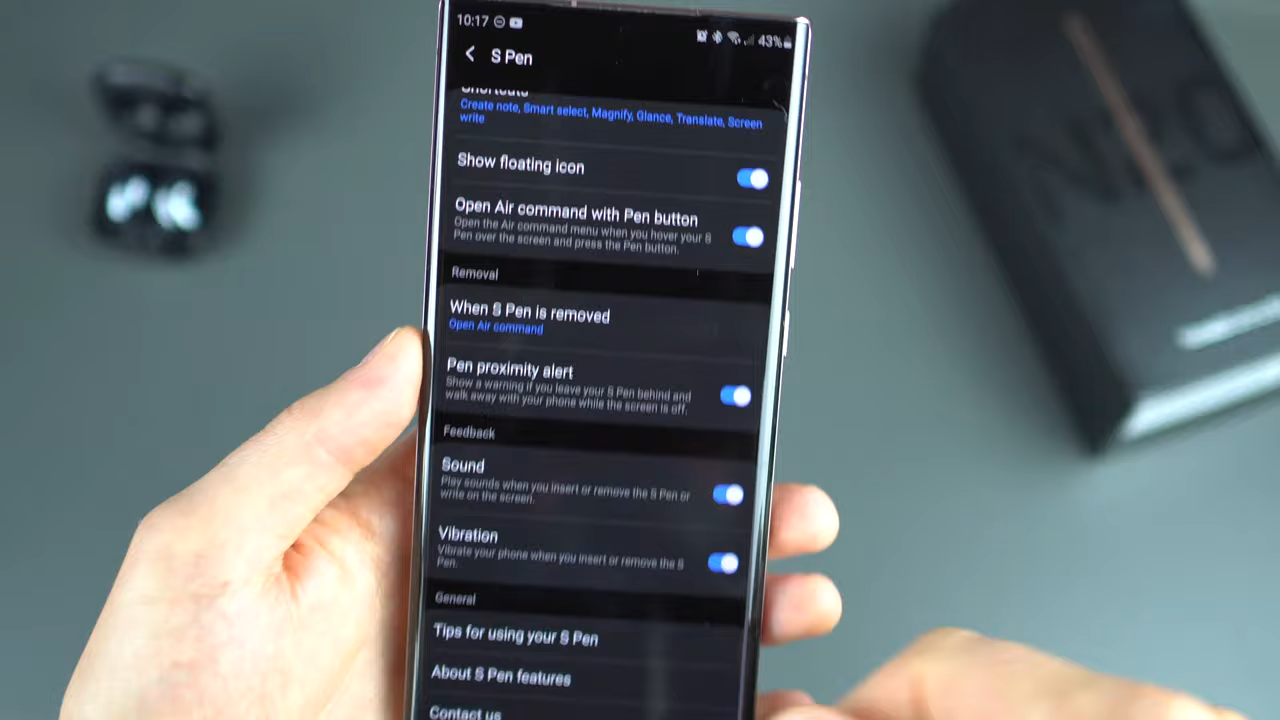 10:17
43%
S Pen
Shortcuts
Create note, Smart select, Magnify, Glance, Translate, Screen
write
Show floating icon
Open Air command with Pen button
Open the Air command menu when you hover your S
Pen over the screen and press the Pen button.
Removal
When S Pen is removed
Open Air command
Pen proximity alert
Show a warning if you leave your S Pen behind and
walk away with your phone while the screen is off.
Feedback
Sound
Play sounds when you insert or remove the S Pen or
write on the screen.
Vibration
Vibrate your phone when you insert or remove the S
Pen.
General
Tips for using your S Pen
About S Pen features
Contact us